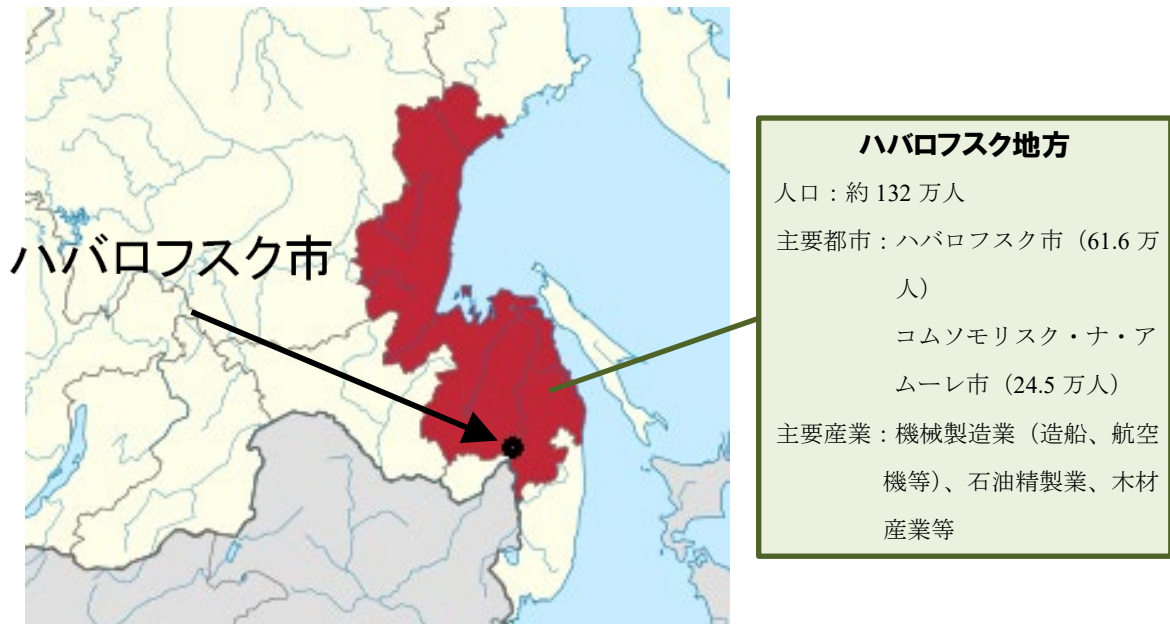 ハバロフスク市
ハバロフスク地方
人口：約 132 万人
主要都市：ハバロフスク市（61.6 万
人）
コムソモリスク・ナ・ア
ムーレ市（24.5 万人）
主要産業：機械製造業（造船、航空
機等）、石油精製業、木材
産業等